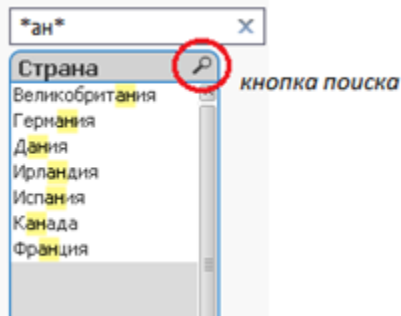 *ан*
Страна
кнопка поиска
Великобритания
Германия
Дания
Ирландия
Испания
Канада
Франция